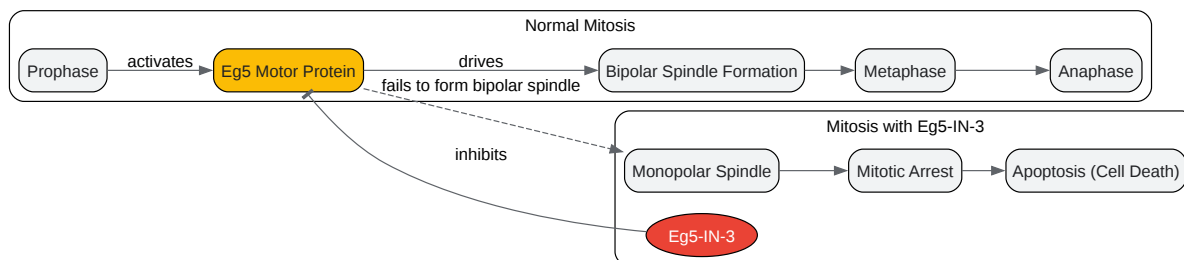 Normal Mitosis
Prophase
activates
Eg5 Motor Protein
drives
Bipolar Spindle Formation
Metaphase
Anaphase
fails to form bipolar spindle
Mitosis with Eg5-IN-3
inhibits
Monopolar Spindle
Mitotic Arrest
Apoptosis (Cell Death)
Eg5-IN-3